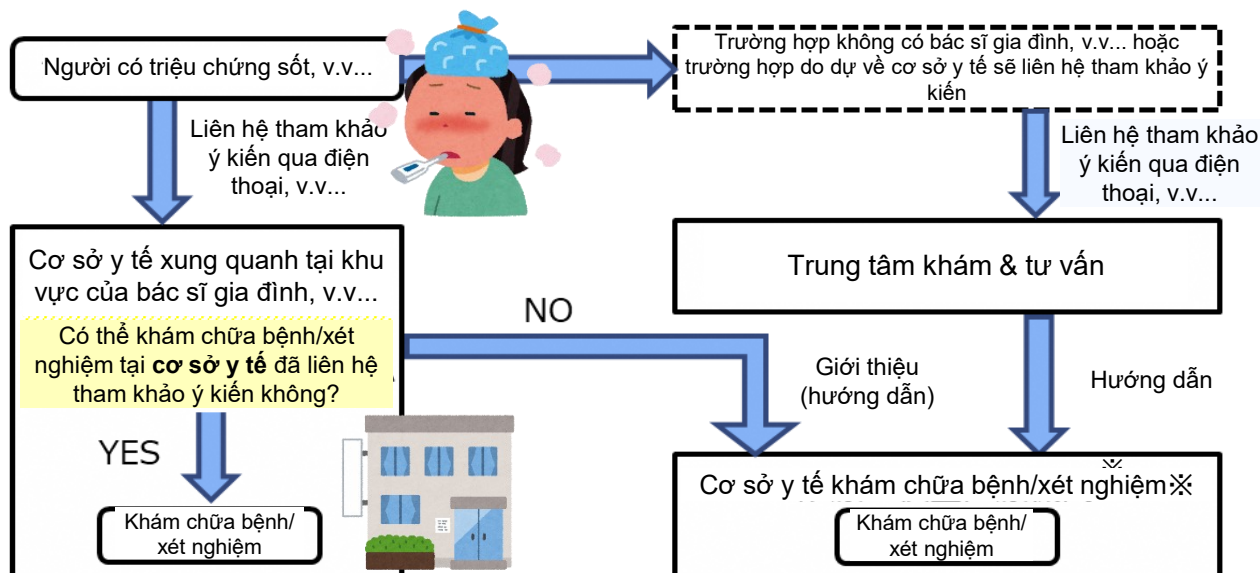 Người có triệu chứng sốt, v.v...
Trường hợp không có bác sĩ gia đình, v.v... hoặc
trường hợp do dự về cơ sở y tế sẽ liên hệ tham khảo ý
kiến
Liên hệ tham khảo
ý kiến qua điện
thoại, v.v...
Liên hệ tham khảo
ý kiến qua điện
thoại, v.v...
Cơ sở y tế xung quanh tại khu
vực của bác sĩ gia đình, v.v...
Có thể khám chữa bệnh/xét
nghiệm tại cơ sở y tế đã liên hệ
tham khảo ý kiến không?
Trung tâm khám & tư vấn
NO
Giới thiệu
(hướng dẫn)
Hướng dẫn
YES
Khám chữa bệnh/
xét nghiệm
Cơ sở y tế khám chữa bệnh/xét nghiệm※
Khám chữa bệnh/
xét nghiệm